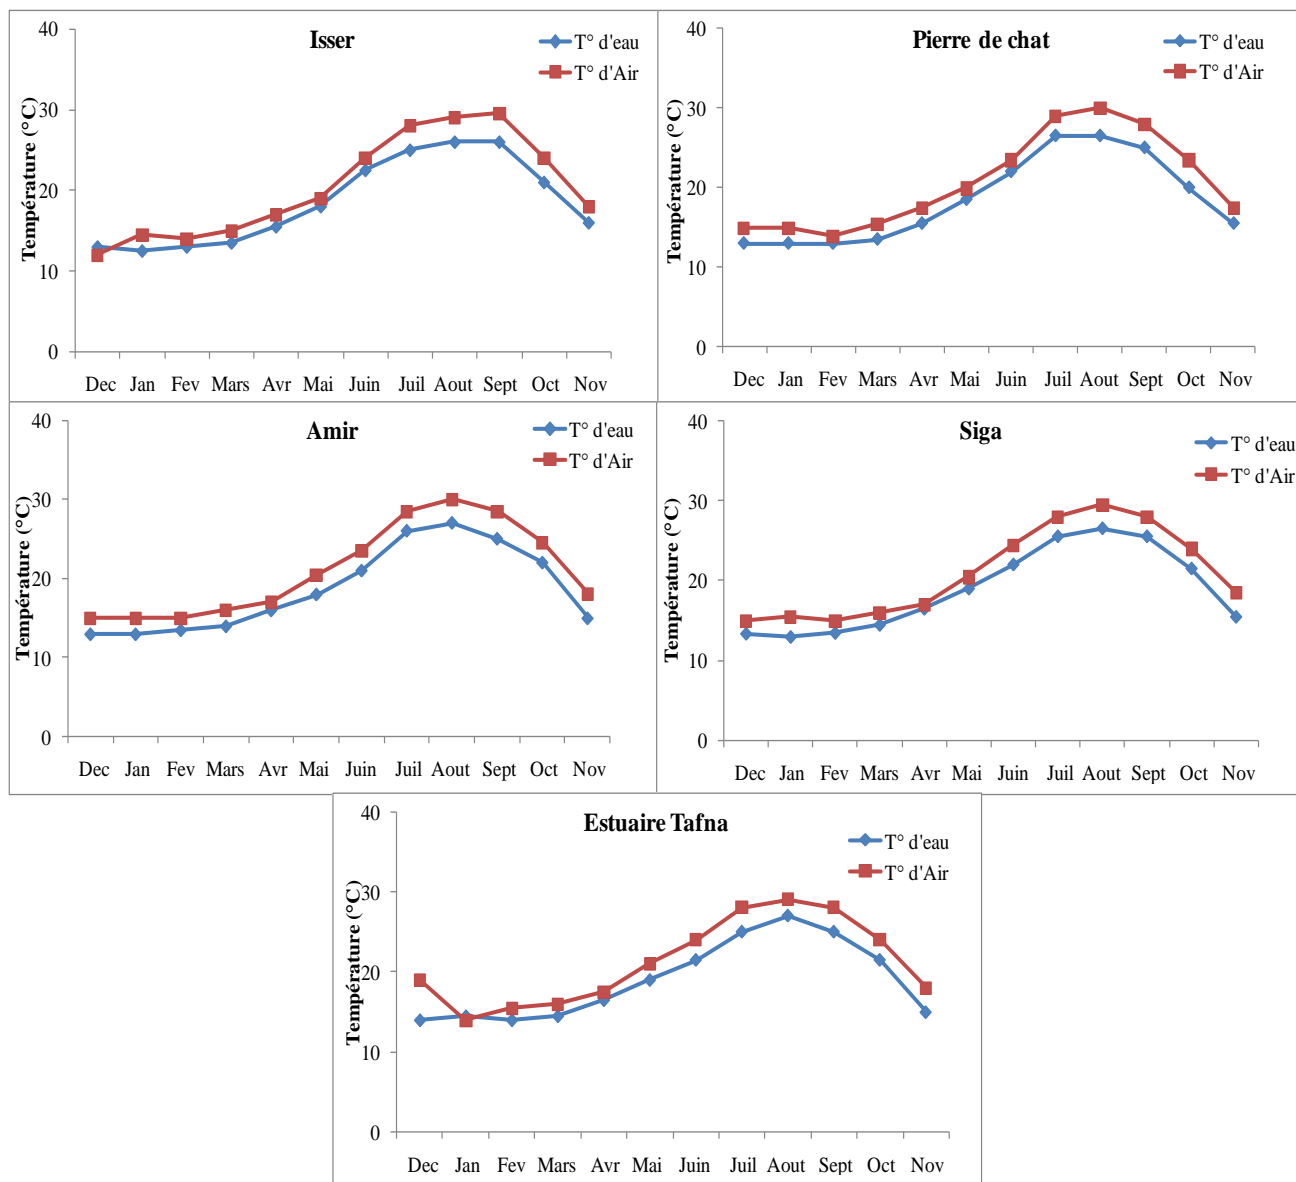 Isser
T° d'eau
T° d'Air
Température (°C)
40
30
20
10
0
Dec Jan Fev Mars Avr Mai Juin Juil Aout Sept Oct Nov
Pierre de chat
T° d'eau
T° d'Air
Température (°C)
40
30
20
10
0
Dec Jan Fev Mars Avr Mai Juin Juil Aout Sept Oct Nov
Amir
T° d'eau
T° d'Air
Température (°C)
40
30
20
10
0
Dec Jan Fev Mars Avr Mai Juin Juil Aout Sept Oct Nov
Siga
T° d'eau
T° d'Air
Température (°C)
40
30
20
10
0
Dec Jan Fev Mars Avr Mai Juin Juil Aout Sept Oct Nov
Estuaire Tafna
T° d'eau
T° d'Air
Température (°C)
40
30
20
10
0
Dec Jan Fev Mars Avr Mai Juin Juil Aout Sept Oct Nov